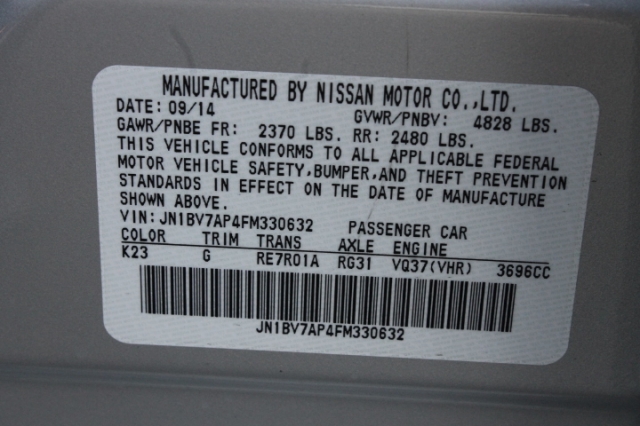 MANUFACTURED BY NISSAN MOTOR CO.,LTD.
DATE: 09/14 GVWR/PNBV: 4828 LBS.
GAWR/PNBE FR: 2370 LBS. RR: 2480 LBS.
THIS VEHICLE CONFORMS TO ALL APPLICABLE FEDERAL
MOTOR VEHICLE SAFETY,BUMPER,AND THEFT PREVENTION
STANDARDS IN EFFECT ON THE DATE OF MANUFACTURE
SHOWN ABOVE.
VIN:JN1BV7AP4FM330632 PASSENGER CAR
COLOR TRIM TRANS AXLE ENGINE
K23 G RE7R01A RG31 VQ37(VHR) 3696CC
JN1BV7AP4FM330632